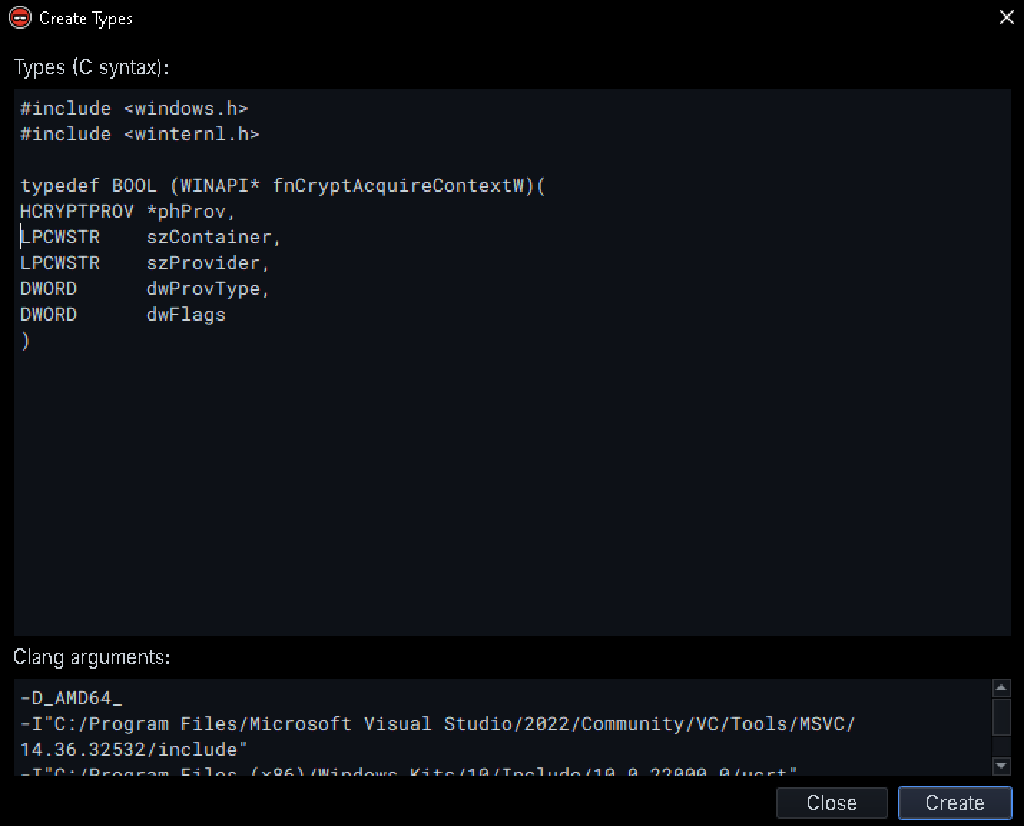 Create Types
Types (C syntax):
#include <windows.h>
#include <winternl.h>
typedef BOOL (WINAPI* fnCryptAcquireContextW)(
HCRYPTPROV *phProv,
LPCWSTR    szContainer,
LPCWSTR    szProvider,
DWORD      dwProvType,
DWORD      dwFlags
)
Clang arguments:
-D_AMD64_
-I"C:/Program Files/Microsoft Visual Studio/2022/Community/VC/Tools/MSVC/
14.36.32532/include"
-I"C:/Program Files (x86)/Windows Kits/10/Include/10.0.22000.0/ucrt"
Close
Create